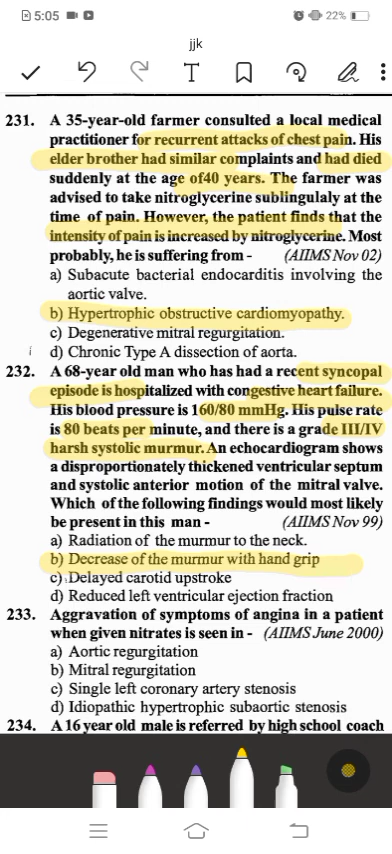 5:05
22%
jjk
T
231. A 35-year-old farmer consulted a local medical
practitioner for recurrent attacks of chest pain. His
elder brother had similar complaints and had died
suddenly at the age of40 years. The farmer was
advised to take nitroglycerine sublingulaly at the
time of pain. However, the patient finds that the
intensity of pain is increased by nitroglycerine. Most
probably, he is suffering from - (AIIMS Nov 02)
a) Subacute bacterial endocarditis involving the
aortic valve.
b) Hypertrophic obstructive cardiomyopathy.
c) Degenerative mitral regurgitation.
d) Chronic Type A dissection of aorta.
232. A 68-year old man who has had a recent syncopal
episode is hospitalized with congestive heart failure.
His blood pressure is 160/80 mmHg. His pulse rate
is 80 beats per minute, and there is a grade III/IV
harsh systolic murmur. An echocardiogram shows
a disproportionately thickened ventricular septum
and systolic anterior motion of the mitral valve.
Which of the following findings would most likely
be present in this man - (AIIMS Nov 99)
a) Radiation of the murmur to the neck.
b) Decrease of the murmur with hand grip
c) Delayed carotid upstroke
d) Reduced left ventricular ejection fraction
233. Aggravation of symptoms of angina in a patient
when given nitrates is seen in - (AIIMS June 2000)
a) Aortic regurgitation
b) Mitral regurgitation
c) Single left coronary artery stenosis
d) Idiopathic hypertrophic subaortic stenosis
234. A 16 year old male is referred by high school coach